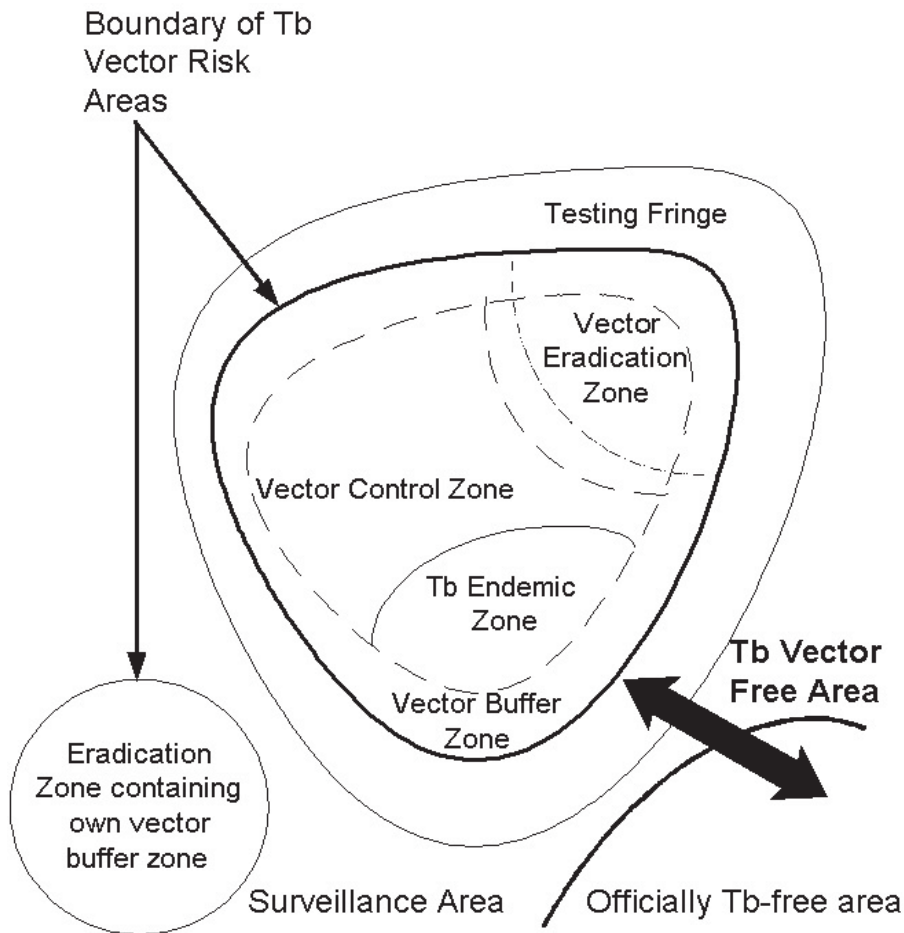 Boundary of Tb
Vector Risk
Areas
Testing Fringe
Vector
Eradication
Zone
Vector Control Zone
Tb Endemic
Zone
Tb Vector
Free Area
Vector Buffer
Zone
Eradication
Zone containing
own vector
buffer zone
Surveillance Area
Officially Tb-free area